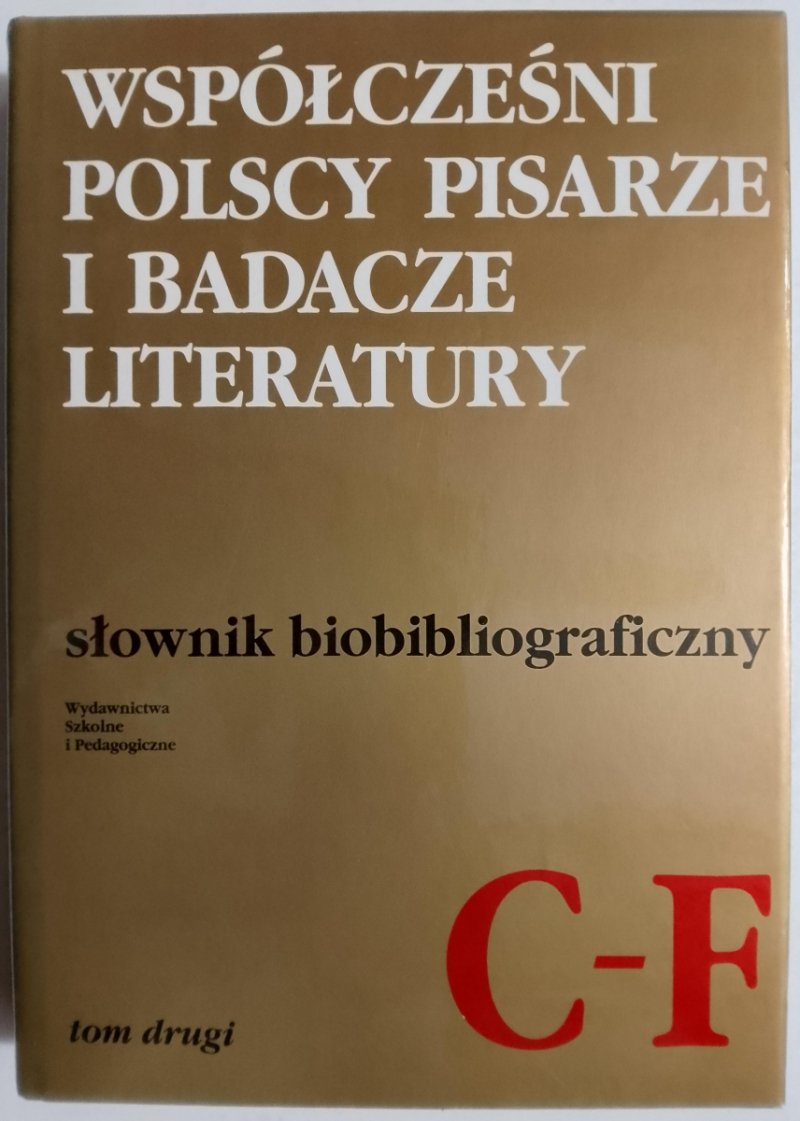 WSPÓŁCZEŚNI
POLSCY PISARZE
I BADACZE
LITERATURY
słownik biobibliograficzny
Wydawnictwa
Szkolne
i Pedagogiczne
C-F
tom drugi